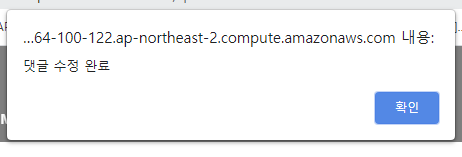 ...64-100-122.ap-northeast-2.compute.amazonaws.com 내용:
댓글 수정 완료
확인